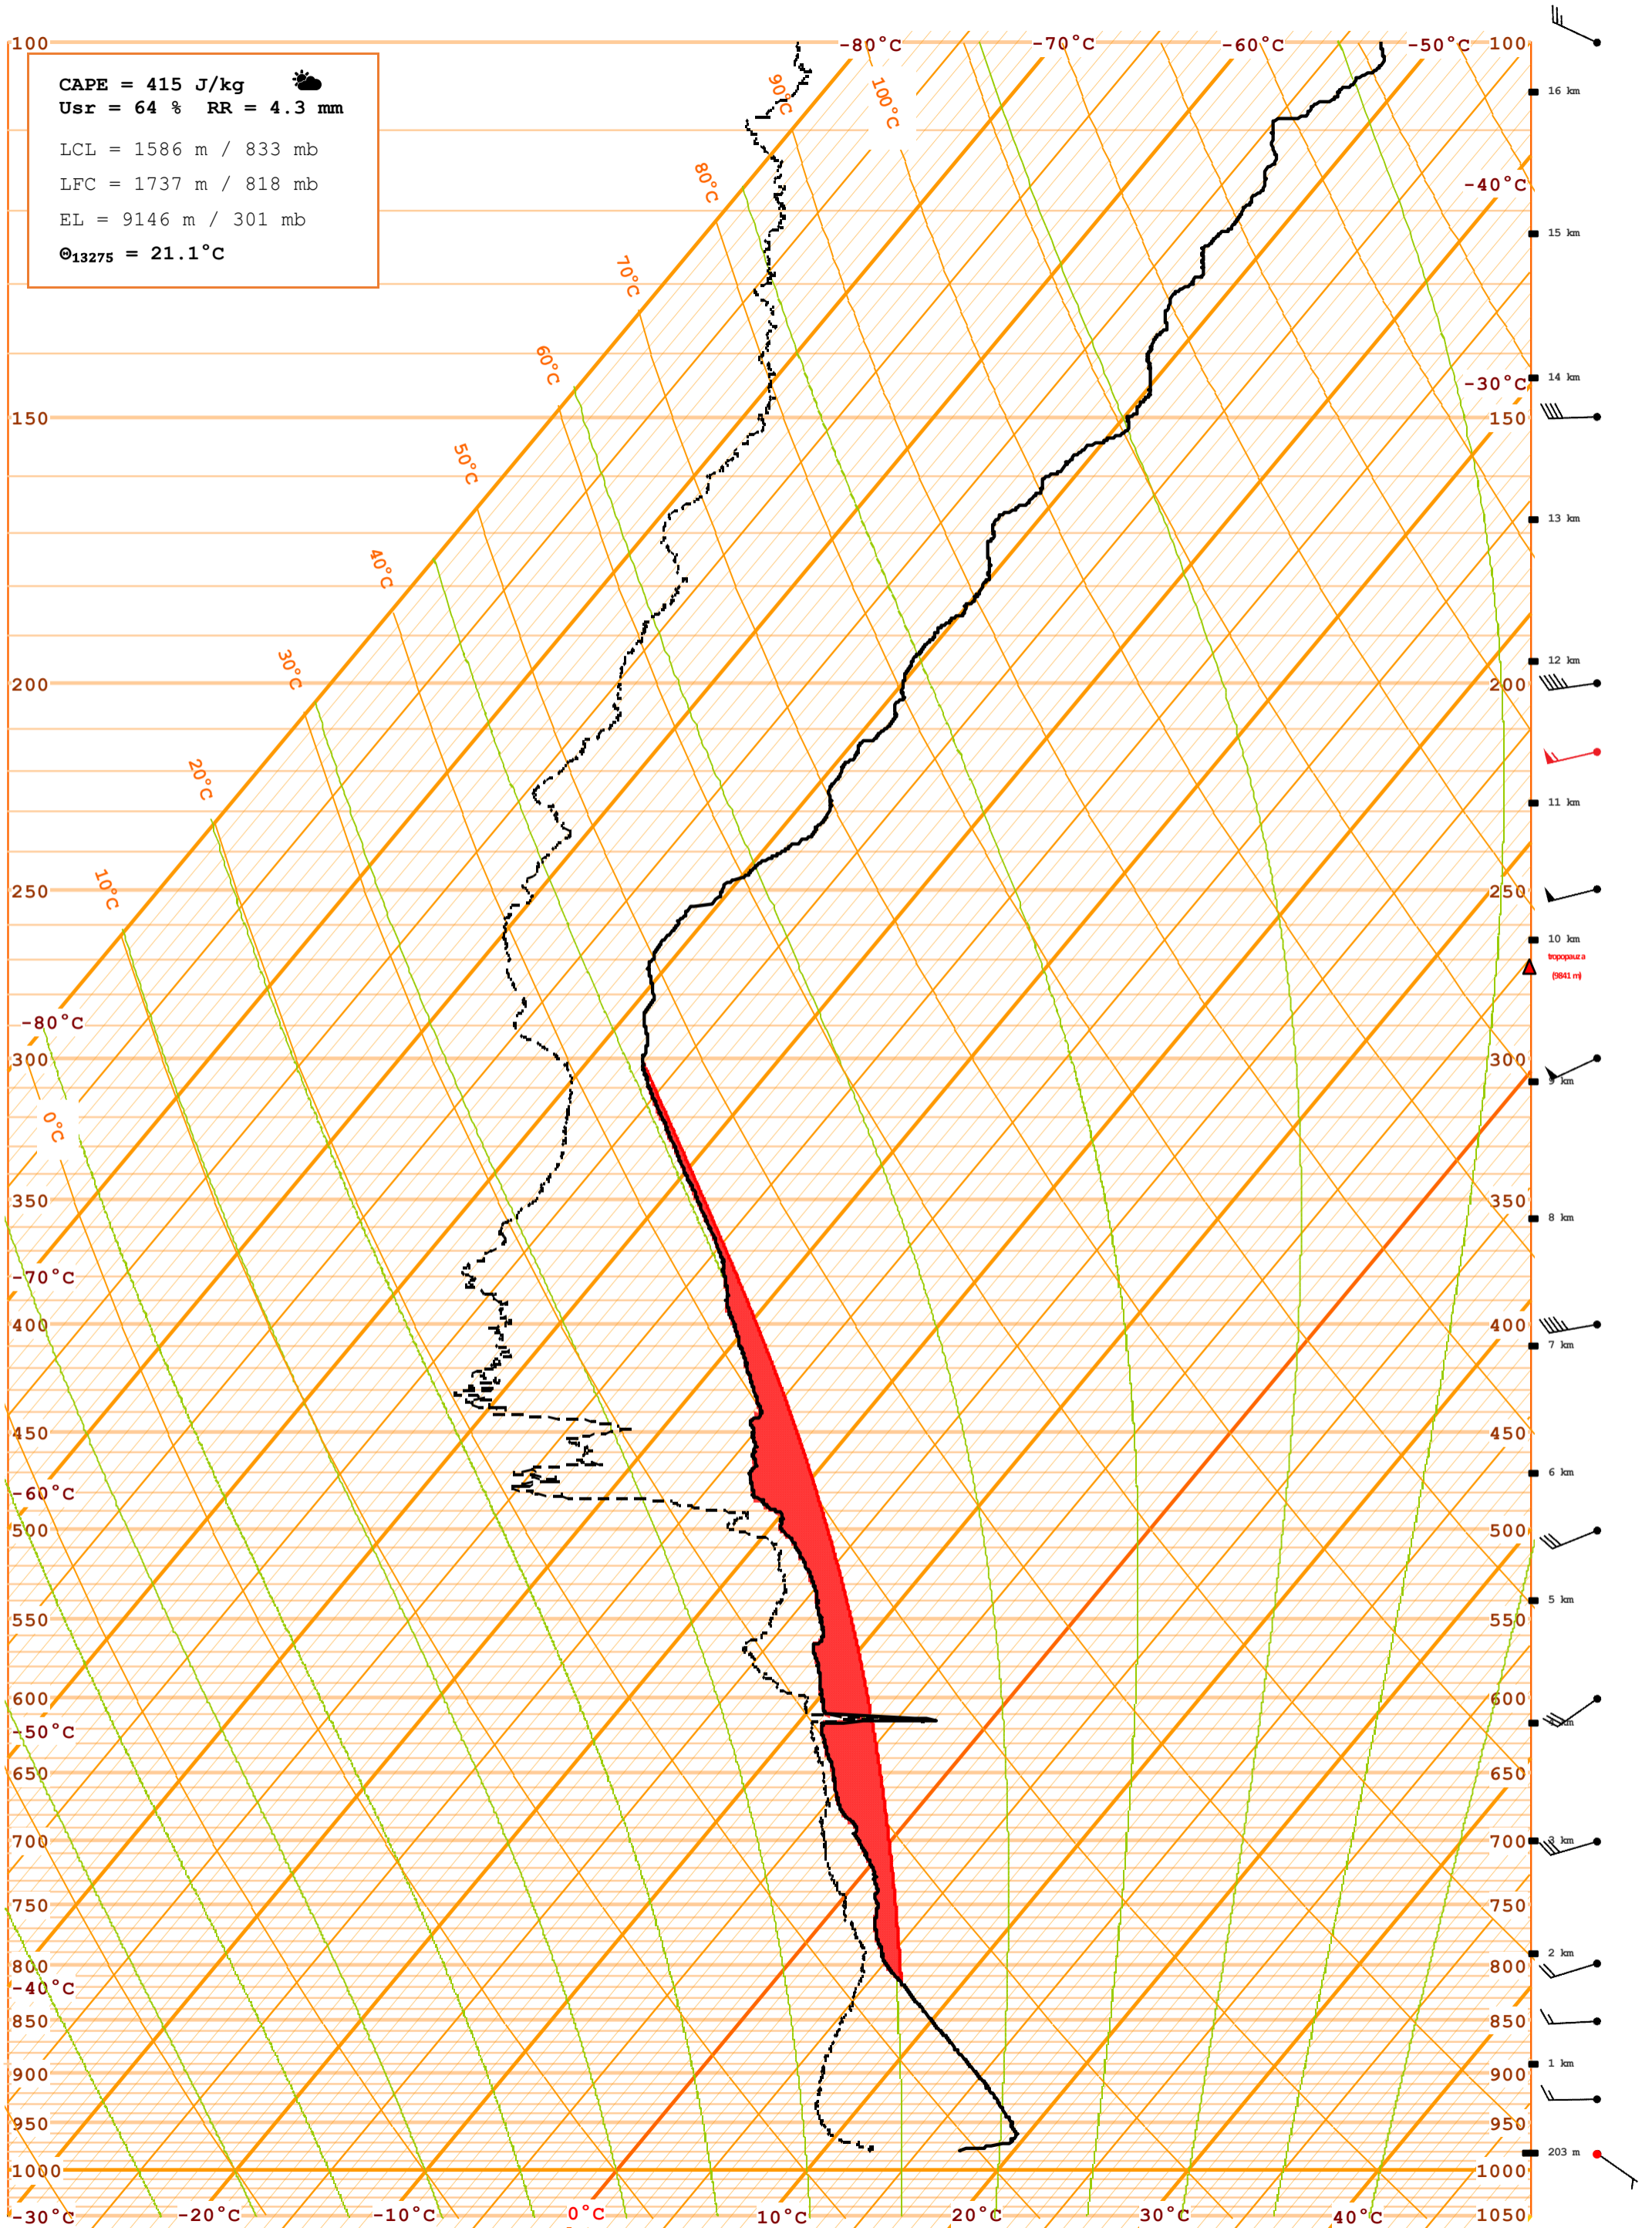 100 -80°C -70°C -60°C -50°C 100
CAPE = 415 J/kg
Usr = 64 % RR = 4.3 mm
LCL = 1586 m / 833 mb
LFC = 1737 m / 818 mb
EL = 9146 m / 301 mb
Θ13275 = 21.1°C
90°C 100°C
16 km
80°C -40°C
15 km
70°C
60°C 14 km
-30°C
150 150
50°C
13 km
40°C
30°C 12 km
200 200
20°C
11 km
10°C 250 250
10 km
tropopauza
(9841 m)
-80°C
300 300
9 km
0°C
350 350
8 km
-70°C
400 400
7 km
450 450
6 km
-60°C
500 500
5 km
550 550
600 600
-50°C
650 650
700 700 3 km
750 750
2 km
800 800
-40°C
850 850
1 km
900 900
950 950
203 m
1000 1000
-30°C -20°C -10°C 0°C 10°C 20°C 30°C 40°C 1050